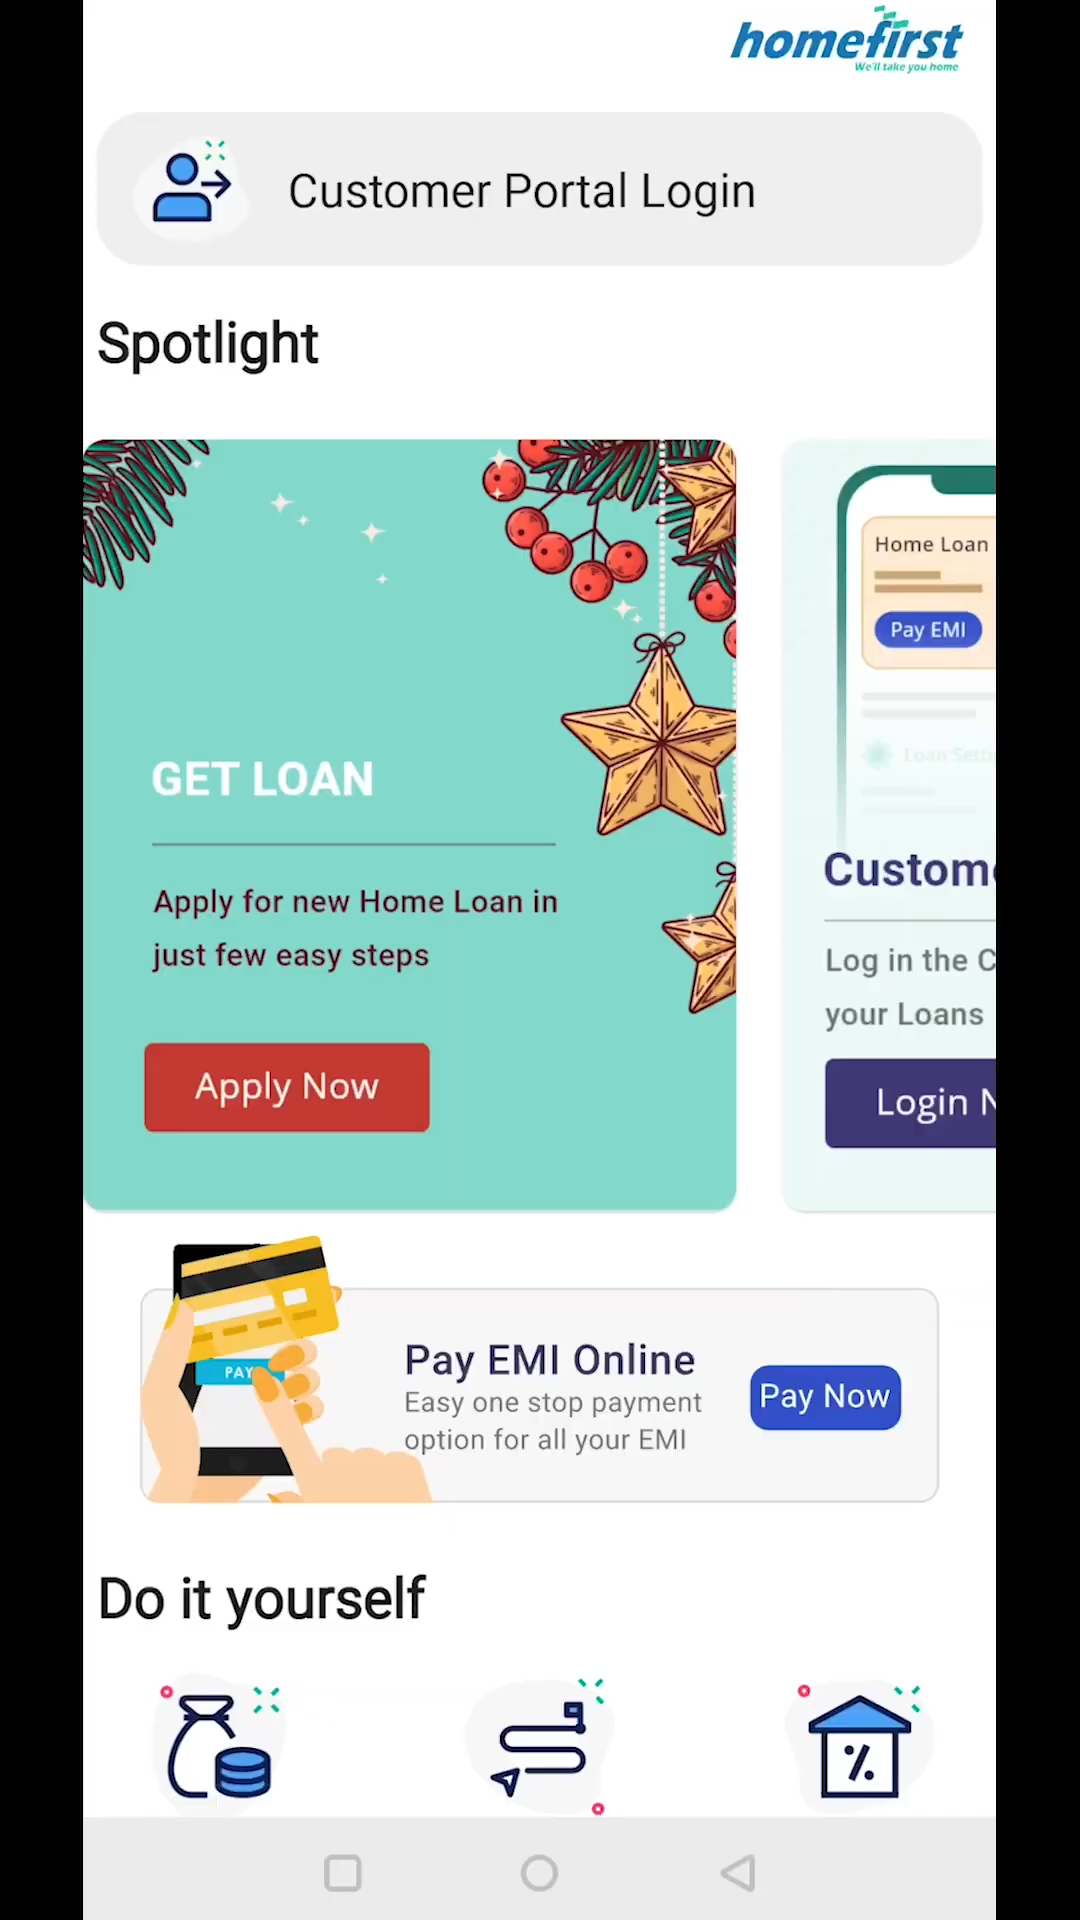 homefirst
We'll take you home
Customer Portal Login
Spotlight
GET LOAN
Apply for new Home Loan in
just few easy steps
Apply Now
Home Loan
Pay EMI
Loan
Custom
Log in the C
your Loans
Login N
PAY
Pay EMI Online
Easy one stop payment
option for all your EMI
Pay Now
Do it yourself